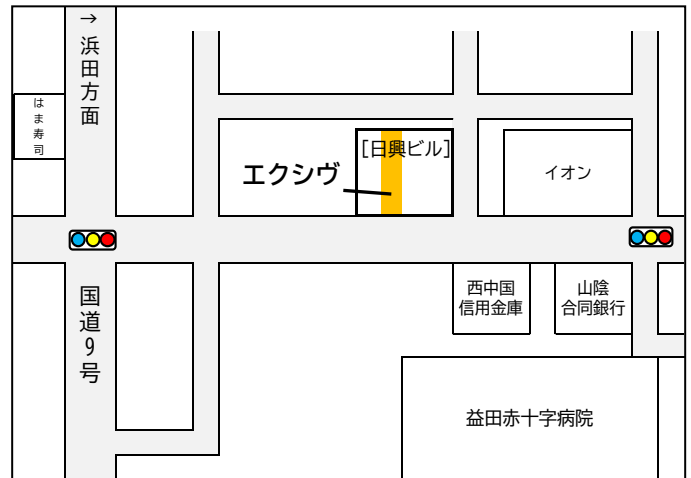 →浜田方面
はま寿司
[日興ビル]
エクシヴ
イオン
国道9号
西中国
信用金庫
山陰
合同銀行
益田赤十字病院